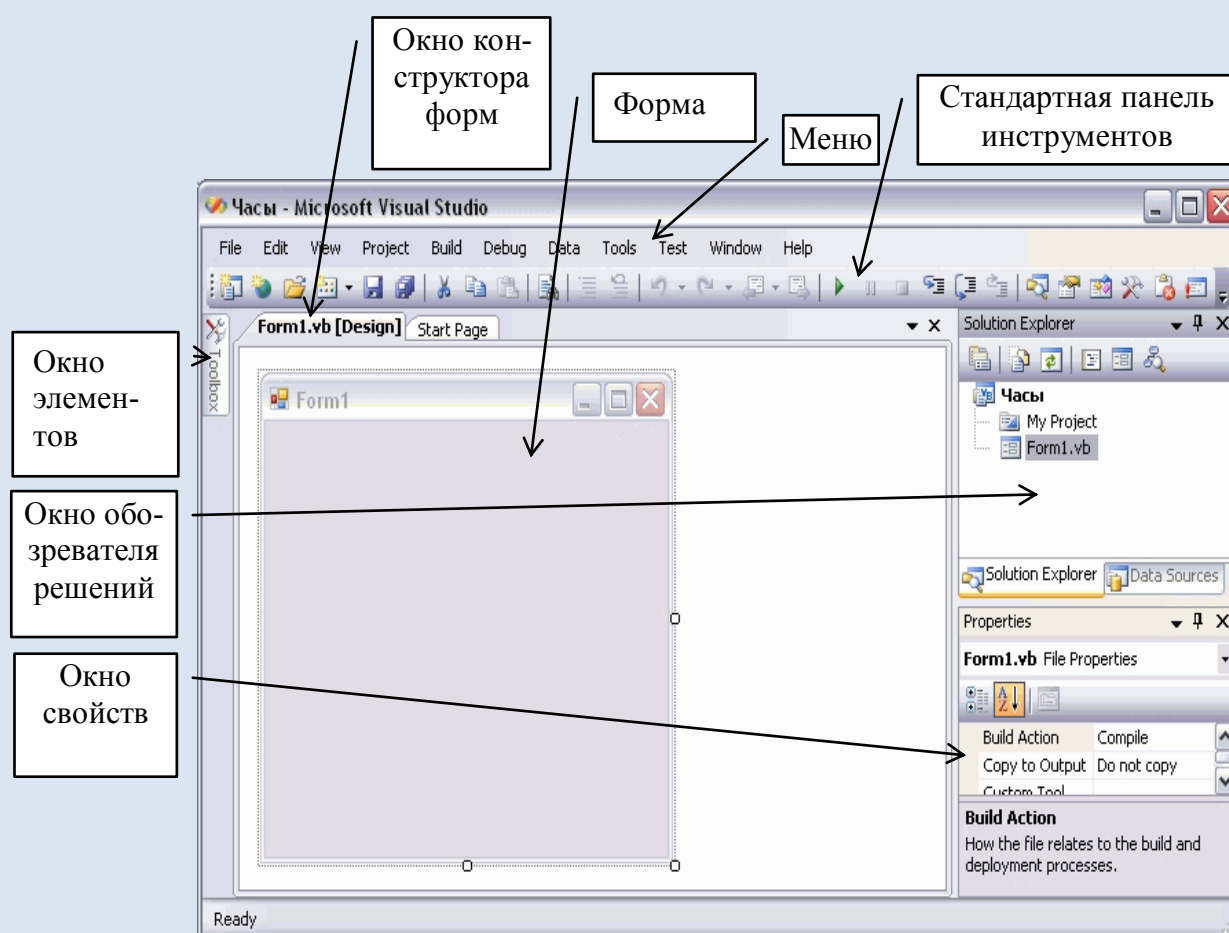 Окно кон-
структора
форм
Форма
Меню
Стандартная панель
инструментов
Часы - Microsoft Visual Studio
File Edit View Project Build Debug Data Tools Test Window Help
Toolbox
Form1.vb [Design] Start Page
Solution Explorer
Окно
элемен-
тов
Form1
Часы
My Project
Form1.vb
Окно обо-
зревателя
решений
Solution Explorer Data Sources
Properties
Form1.vb File Properties
Окно
свойств
Build Action Compile
Copy to Output Do not copy
Custom Tool
Build Action
How the file relates to the build and
deployment processes.
Ready